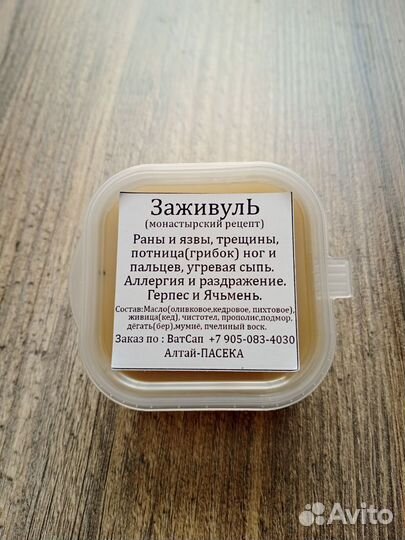 ЗаживулЬ
(монастырский рецепт)
Раны и язвы, трещины,
потница(грибок) ног и
пальцев, угревая сыпь.
Аллергия и раздражение.
Герпес и Ячьмень.
Состав:Масло(оливковое,кедровое, пихтовое),
живица(кед), чистотел, прополис,подмор,
дёгать(бер),мумиё, пчелиный воск.
Заказ по : ВатСап +7 905-083-4030
Алтай-ПАСЕКА
Avito